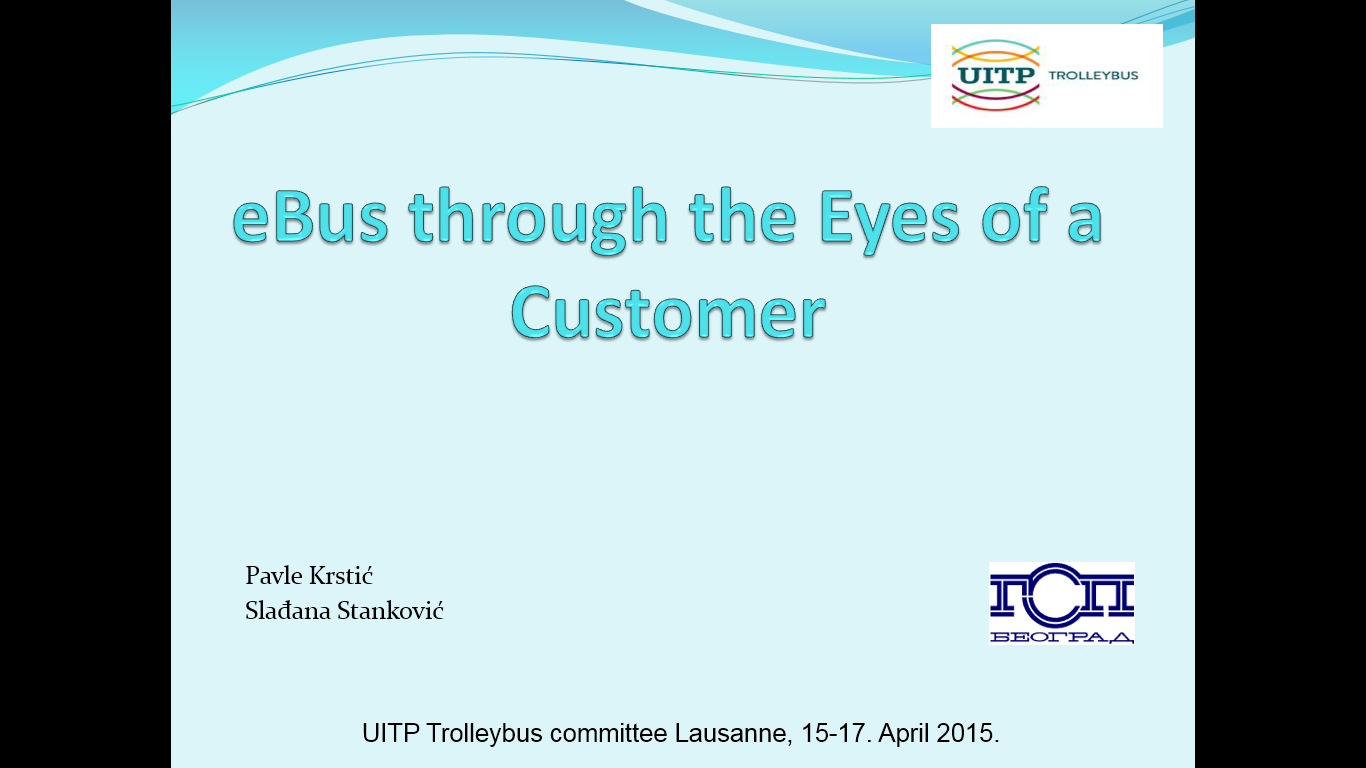 UITP TROLLEYBUS
eBus through the Eyes of a
Customer
Pavle Krstić
Slađana Stanković
ГСП
БЕОГРАД
UITP Trolleybus committee Lausanne, 15-17. April 2015.